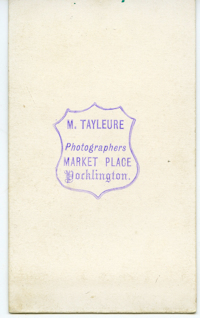 M. TAYLEURE
Photographers
MARKET PLACE
Pocklington.